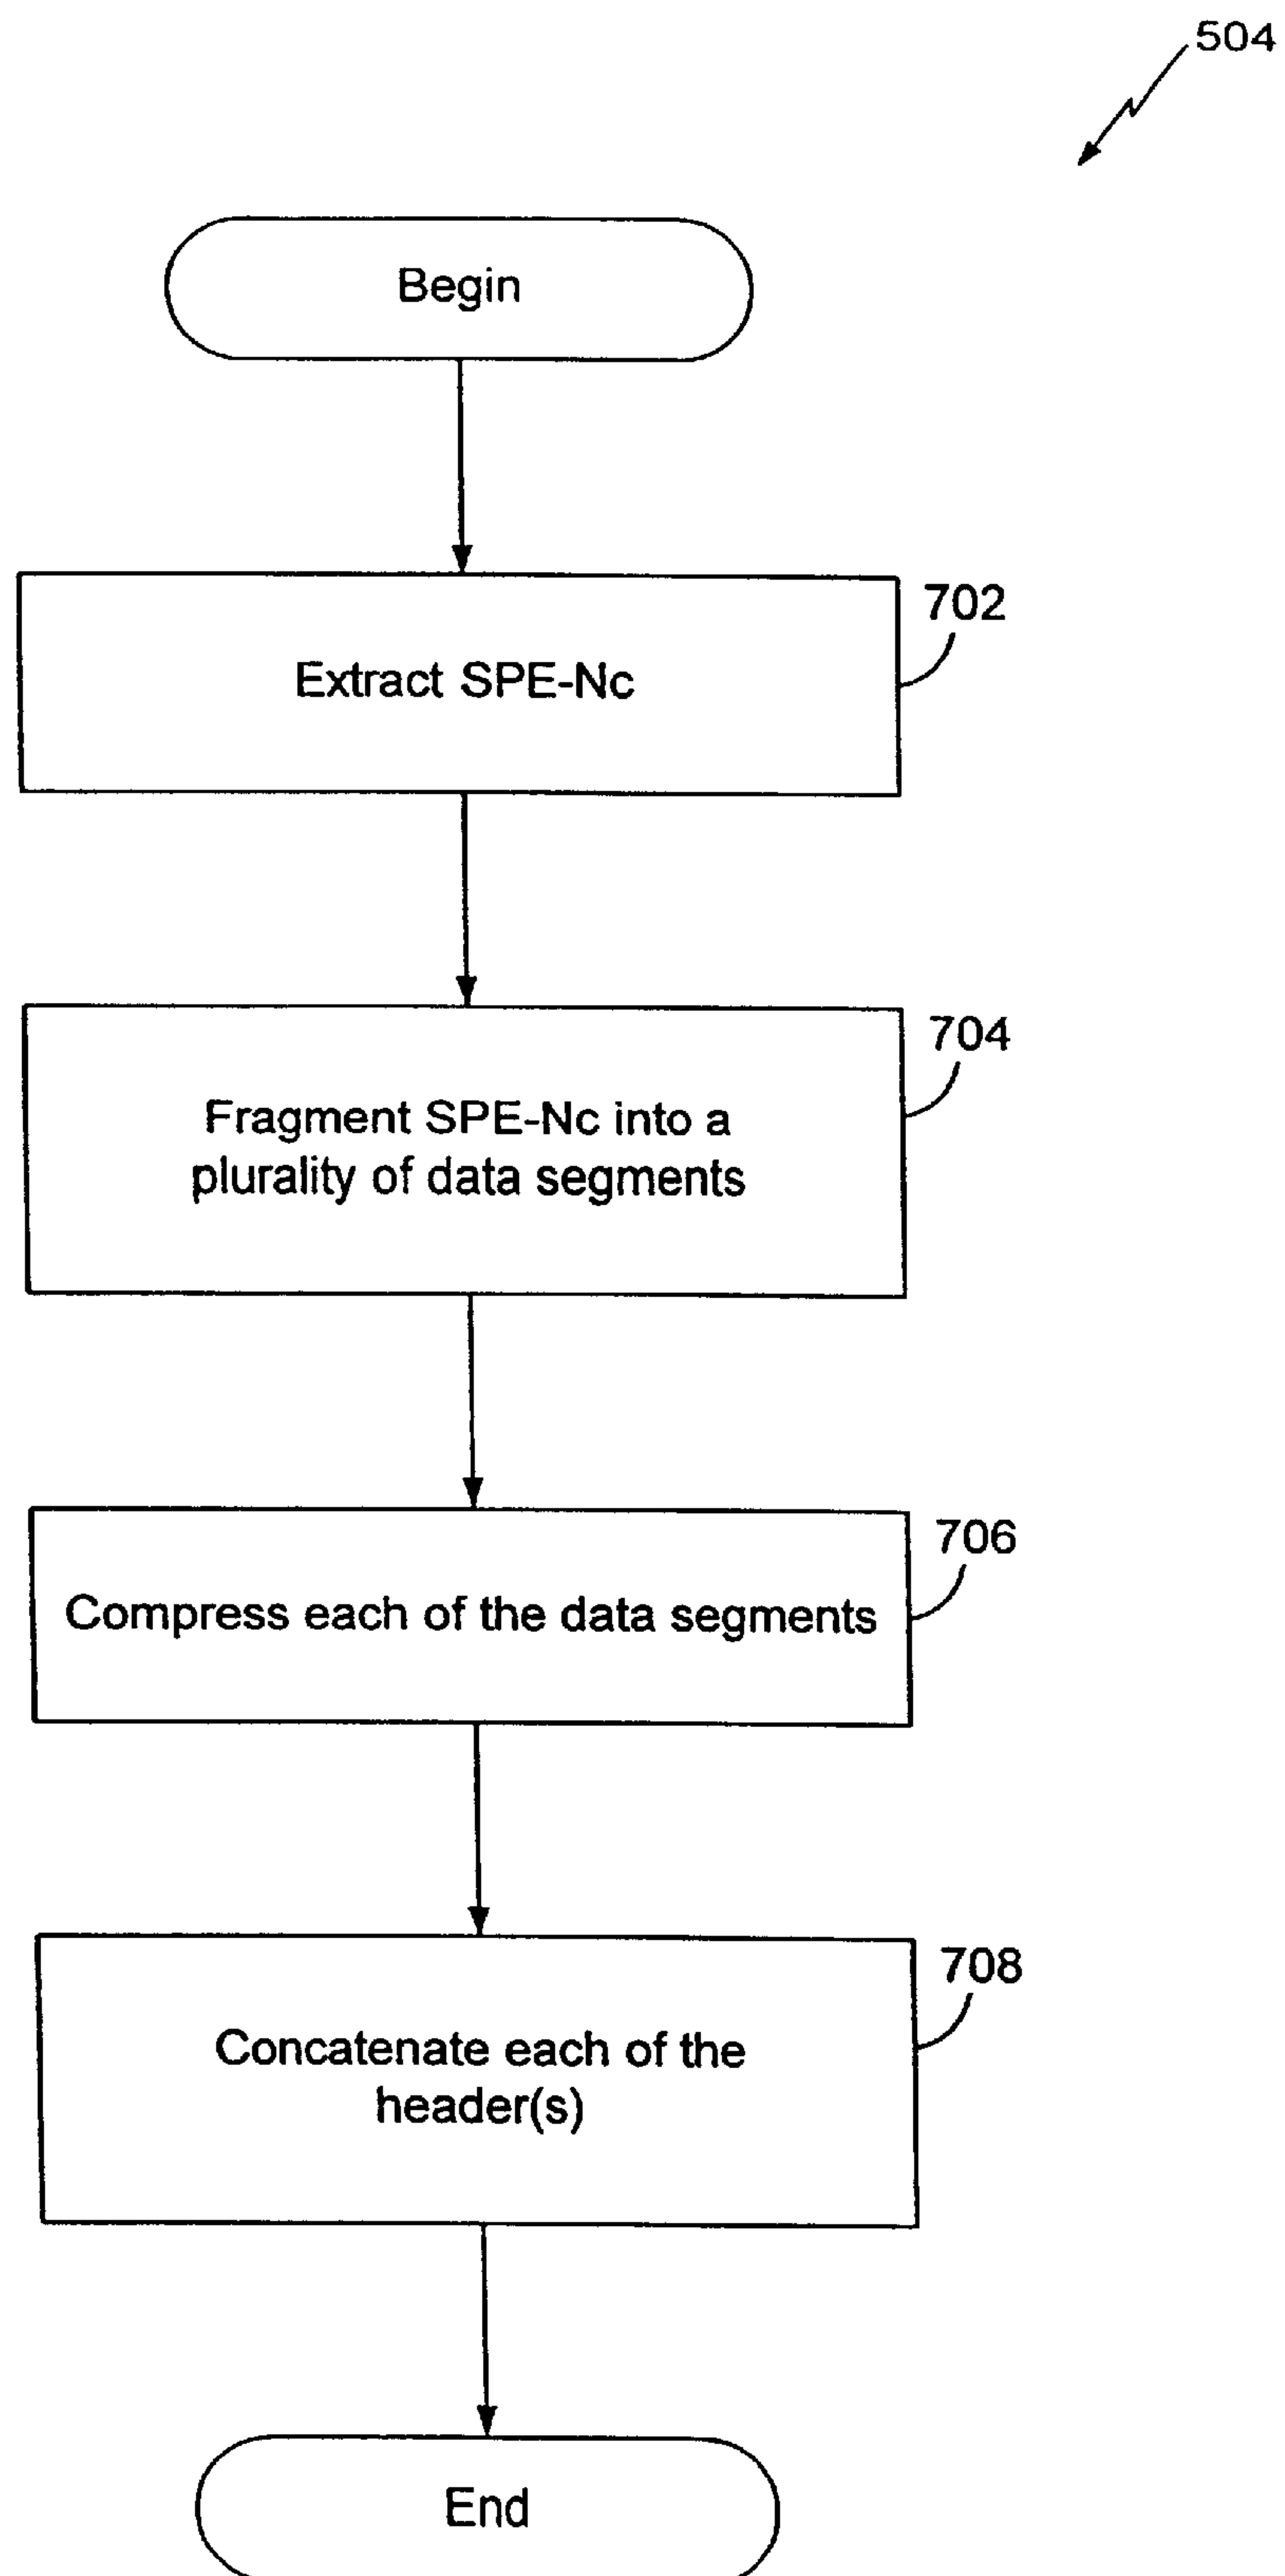 504
Begin
702
Extract SPE-Nc
704
Fragment SPE-Nc into a
plurality of data segments
706
Compress each of the data segments
708
Concatenate each of the
header(s)
End